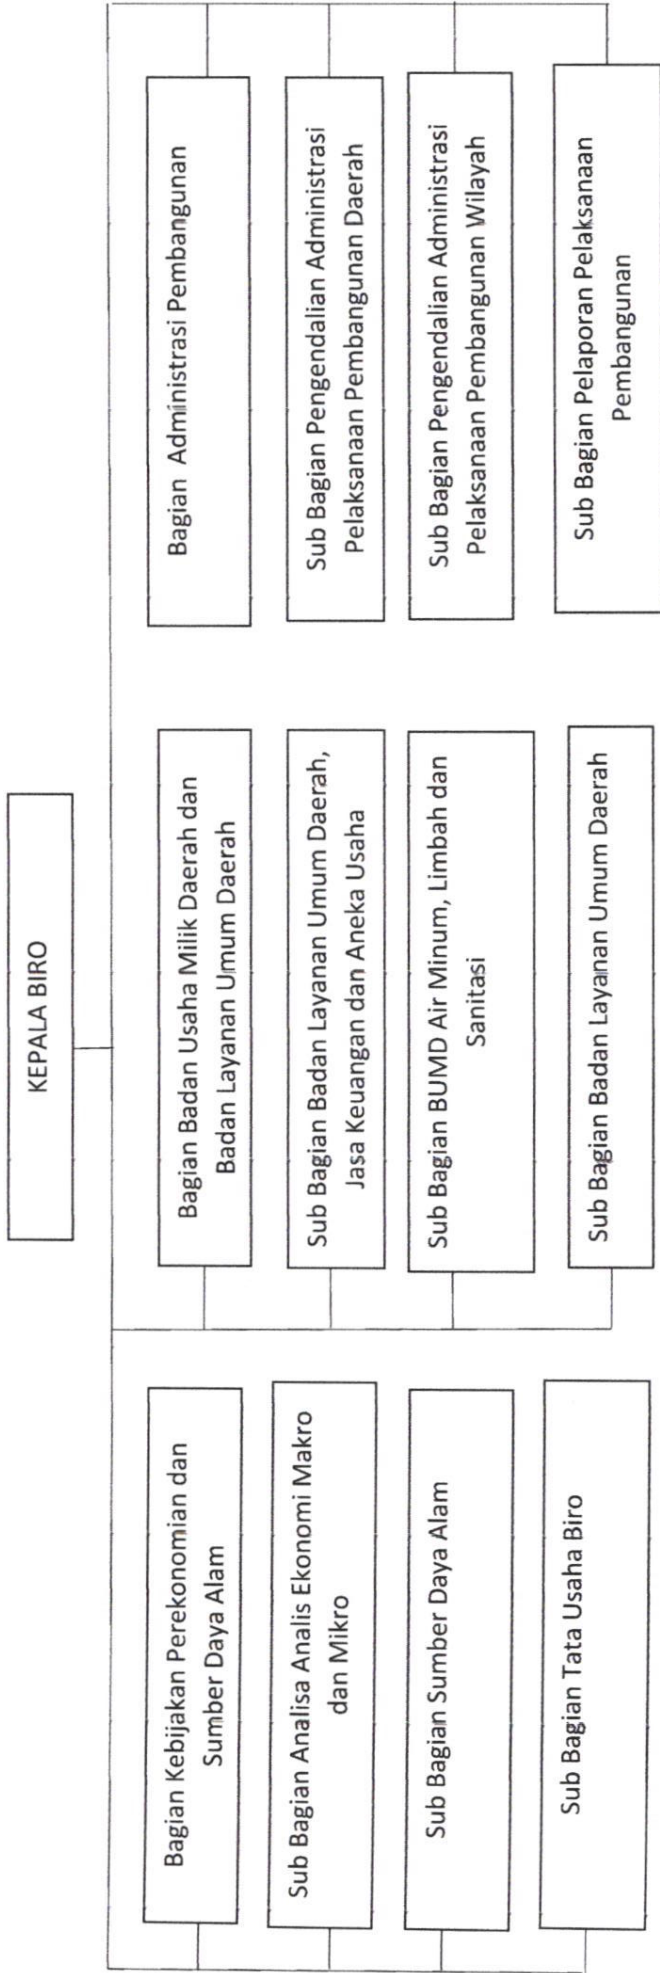 KEPALA BIRO
Bagian Kebijakan Perekonomian dan
Sumber Daya Alam
Sub Bagian Analisa Analis Ekonomi Makro
dan Mikro
Sub Bagian Sumber Daya Alam
Sub Bagian Tata Usaha Biro
Bagian Badan Usaha Milik Daerah dan
Badan Layanan Umum Daerah
Sub Bagian Badan Layanan Umum Daerah,
Jasa Keuangan dan Aneka Usaha
Sub Bagian BUMD Air Minum, Limbah dan
Sanitasi
Sub Bagian Badan Layanan Umum Daerah
Bagian Administrasi Pembangunan
Sub Bagian Pengendalian Administrasi
Pelaksanaan Pembangunan Daerah
Sub Bagian Pengendalian Administrasi
Pelaksanaan Pembangunan Wilayah
Sub Bagian Pelaporan Pelaksanaan
Pembangunan